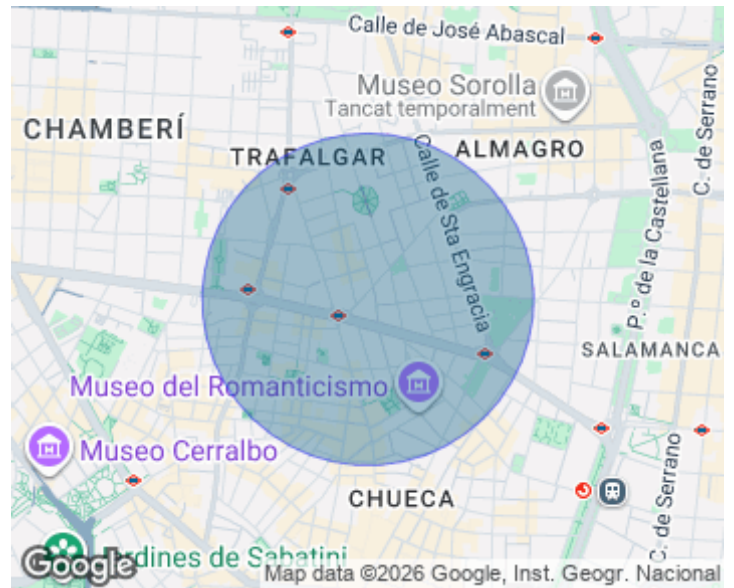 Calle de José Abascal
Museo Sorolla
Tancat temporalment
CHAMBERÍ
TRAFALGAR
ALMAGRO
C. de Serrano
Calle de Sta Engracia
P.º de la Castellana
SALAMANCA
Museo del Romanticismo
Museo Cerralbo
CHUECA
C. de Serrano
Jardines de Sabatini
Google
Map data ©2026 Google, Inst. Geogr. Nacional